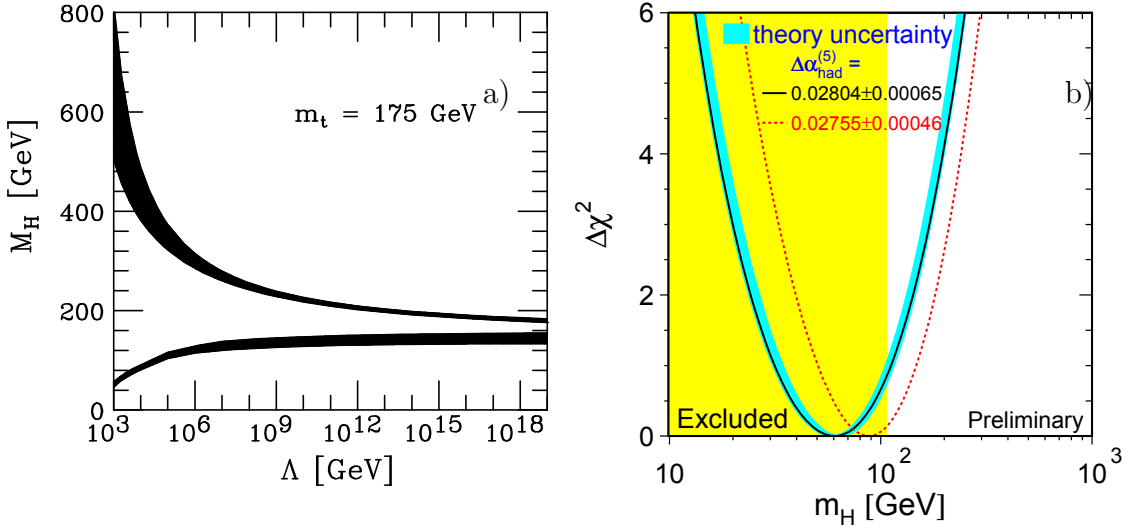 a)
m_t = 175 GeV
M_H [GeV]
800
600
400
200
0
10^3
10^6
10^9
10^12
10^15
10^18
Λ [GeV]
b)
theory uncertainty
Δα_had^(5) =
0.02804±0.00065
0.02755±0.00046
Δχ^2
6
4
2
0
Excluded
Preliminary
10
10^2
10^3
m_H [GeV]